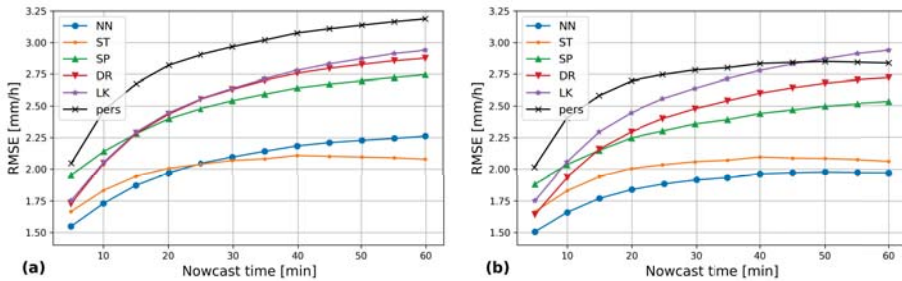 3.25
3.00
2.75
2.50
2.25
2.00
1.75
1.50
RMSE [mm/h]
NN
ST
SP
DR
LK
pers
10
20
30
40
50
60
Nowcast time [min]
(a)
3.25
3.00
2.75
2.50
2.25
2.00
1.75
1.50
RMSE [mm/h]
NN
ST
SP
DR
LK
pers
10
20
30
40
50
60
Nowcast time [min]
(b)